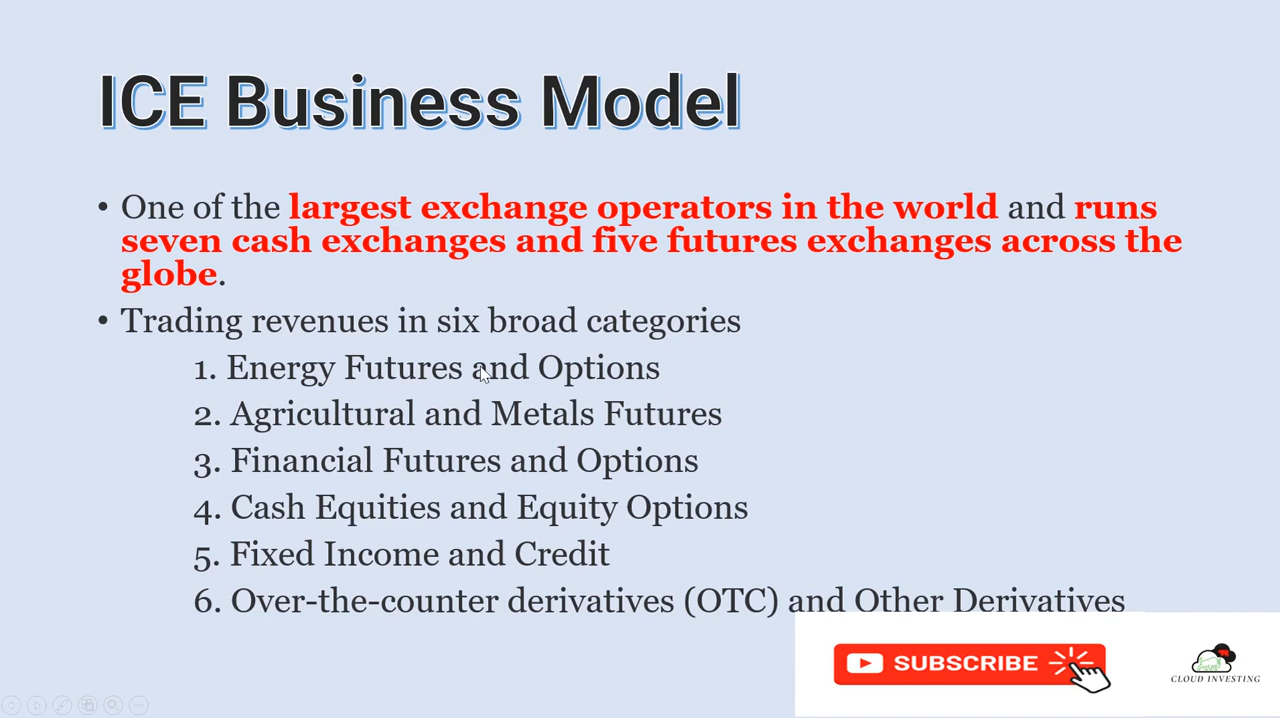 ICE Business Model
• One of the largest exchange operators in the world and runs
seven cash exchanges and five futures exchanges across the
globe.
• Trading revenues in six broad categories
1. Energy Futures and Options
2. Agricultural and Metals Futures
3. Financial Futures and Options
4. Cash Equities and Equity Options
5. Fixed Income and Credit
6. Over-the-counter derivatives (OTC) and Other Derivatives
SUBSCRIBE
CLOUD INVESTING